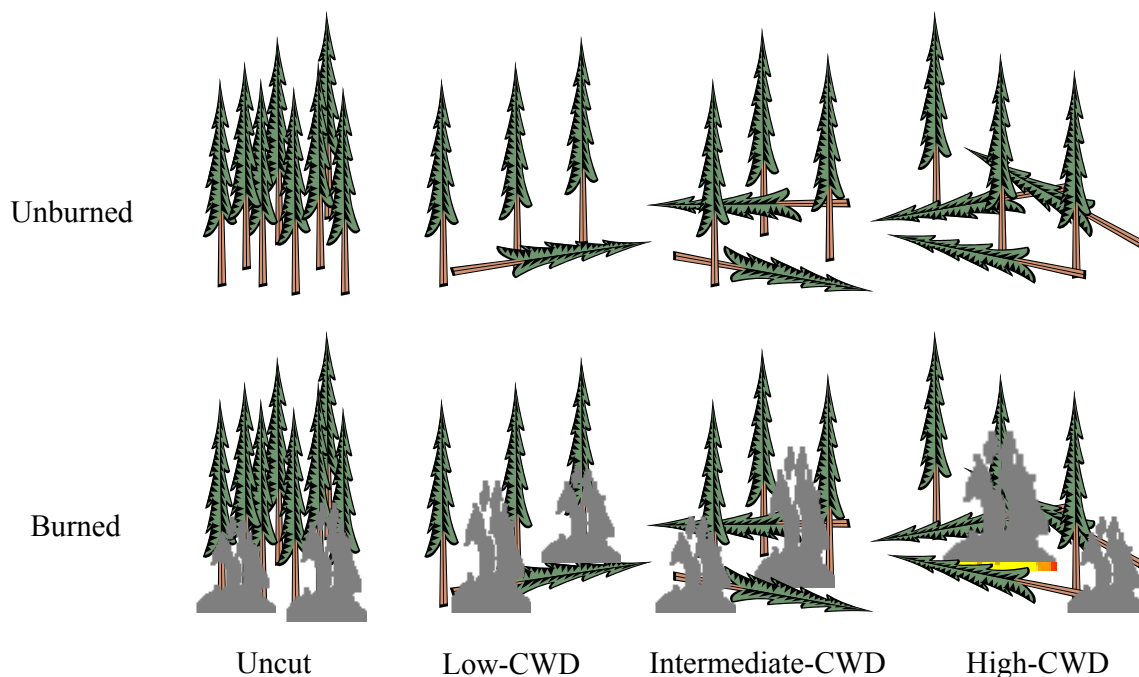 Unburned
Burned
Uncut
Low-CWD
Intermediate-CWD
High-CWD